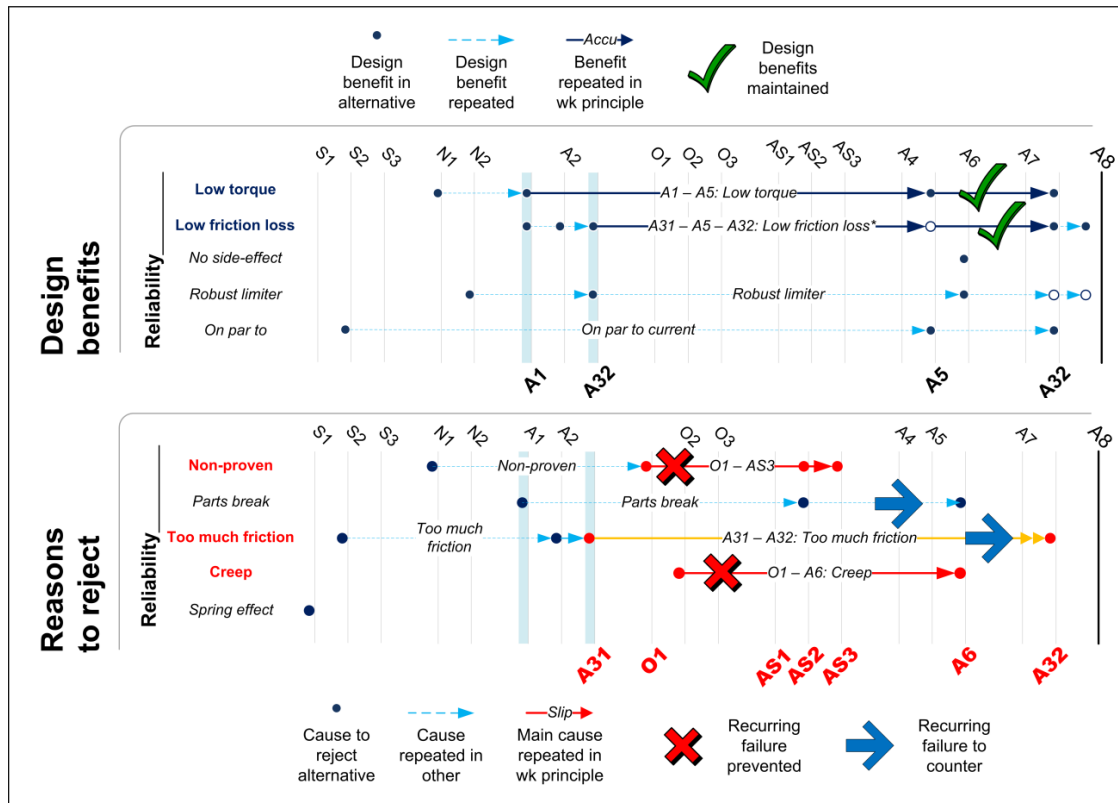 Accu
Slip
Design
benefit in
alternative
Design
benefit
repeated
Benefit
repeated in
wk principle
Design
benefits
maintained
Design
benefits
Reliability
S1
S2
S3
N1
N2
A2
O1
O2
O3
AS1
AS2
AS3
A4
A6
A7
A8
Low torque
A1 – A5: Low torque
Low friction loss
A31 – A5 – A32: Low friction loss*
No side-effect
Robust limiter
Robust limiter
On par to
On par to current
A1
A32
A5
A32
Reasons
to reject
Reliability
S1
S2
S3
N1
N2
A1
A2
O2
O3
A4
A5
A7
A8
Non-proven
Non-proven
O1 – AS3
Parts break
Parts break
Too much friction
Too much
friction
A31 – A32: Too much friction
Creep
O1 – A6: Creep
Spring effect
A31
O1
AS1
AS2
AS3
A6
A32
Cause to
reject
alternative
Cause
repeated in
other
Main cause
repeated in
wk principle
Recurring
failure
prevented
Recurring
failure to
counter